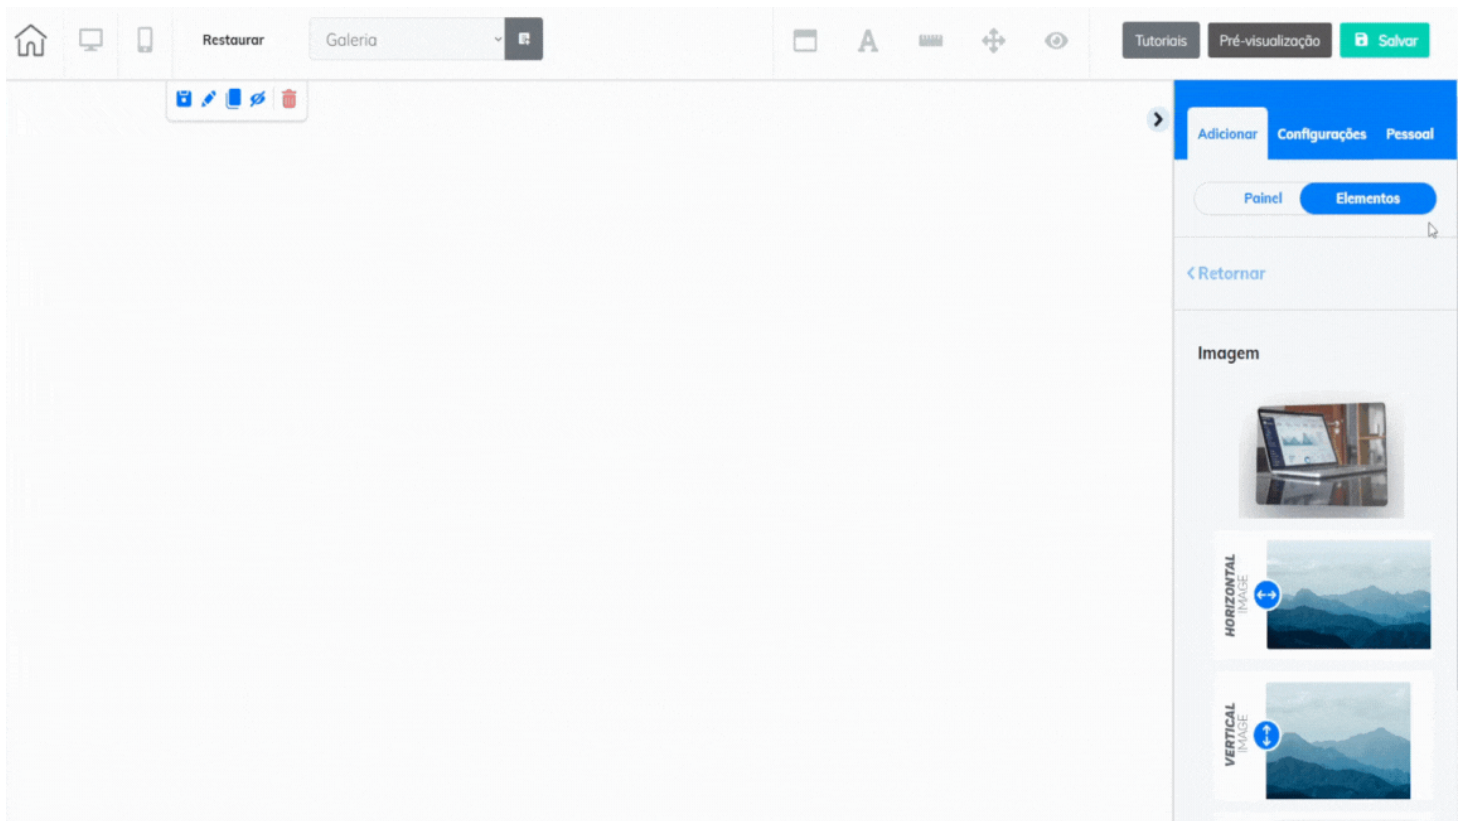 Restaurar
Galeria
A
Tutoriais
Pré-visualização
Salvar
Adicionar
Configurações
Pessoal
Painel
Elementos
Retornar
Imagem
HORIZONTAL
IMAGE
VERTICAL
IMAGE